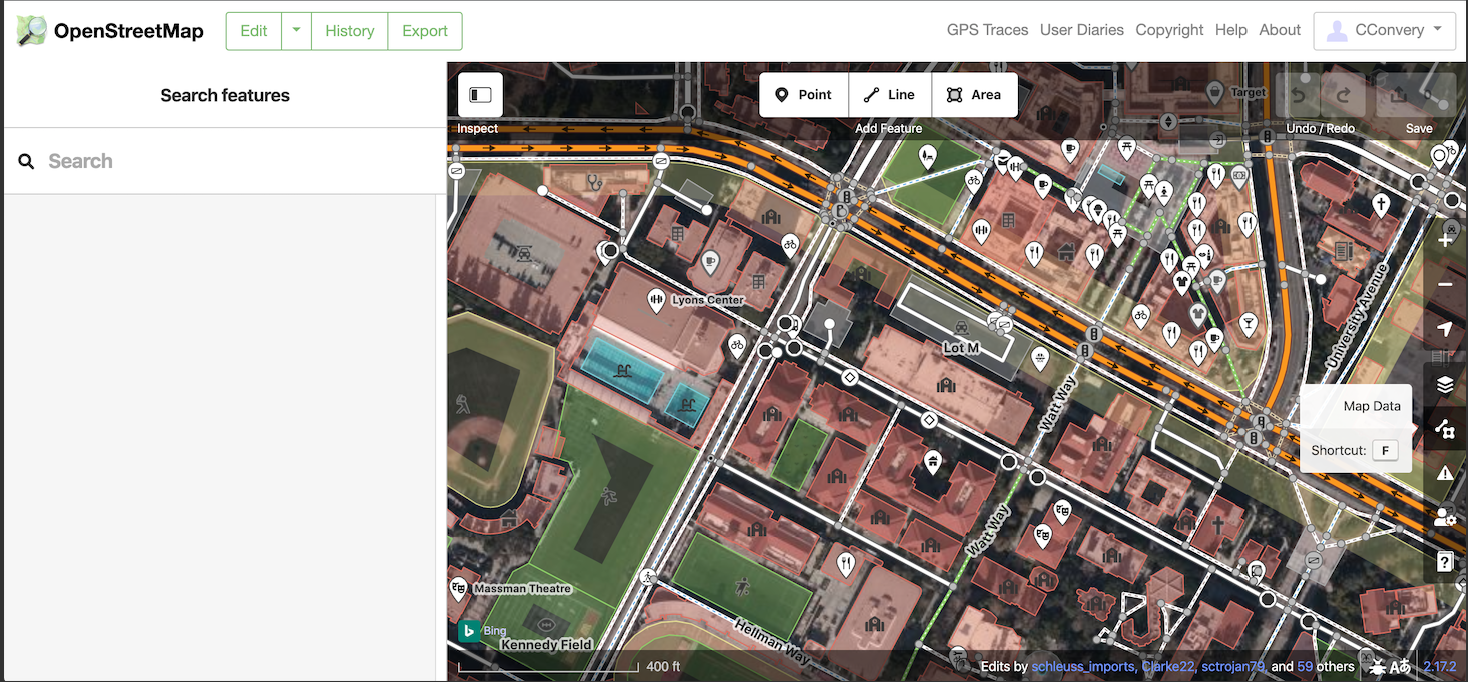 OpenStreetMap
Edit
History
Export
GPS Traces
User Diaries
Copyright
Help
About
CConvery
Search features
Search
Inspect
Point
Line
Area
Add Feature
Undo / Redo
Save
Target
Lyons Center
Lot M
University Avenue
Watt Way
Map Data
Shortcut: F
Watt Way
Massman Theatre
Hellman Way
Kennedy Field
b Bing
400 ft
Edits by schleuss_imports, Clarke22, sctrojan79, and 59 others
2.17.2